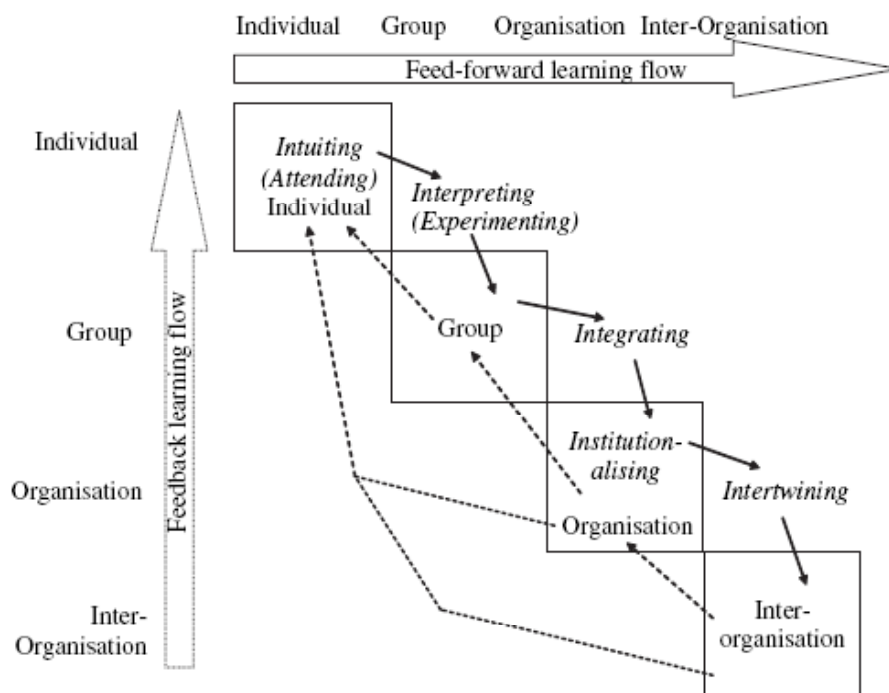 Individual Group Organisation Inter-Organisation
Feed-forward learning flow
Individual
Group
Organisation
Inter-
Organisation
Feedback learning flow
Intuiting
(Attending)
Individual
Interpreting
(Experimenting)
Group
Integrating
Institution-
alising
Organisation
Intertwining
Inter-
organisation